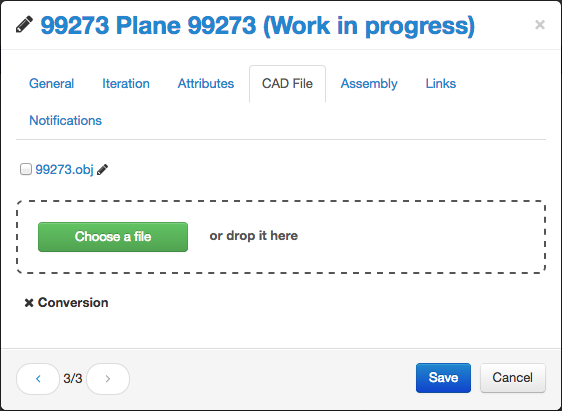 99273 Plane 99273 (Work in progress) ×
General Iteration Attributes CAD File Assembly Links
Notifications
99273.obj
Choose a file or drop it here
Conversion
3/3 Save Cancel